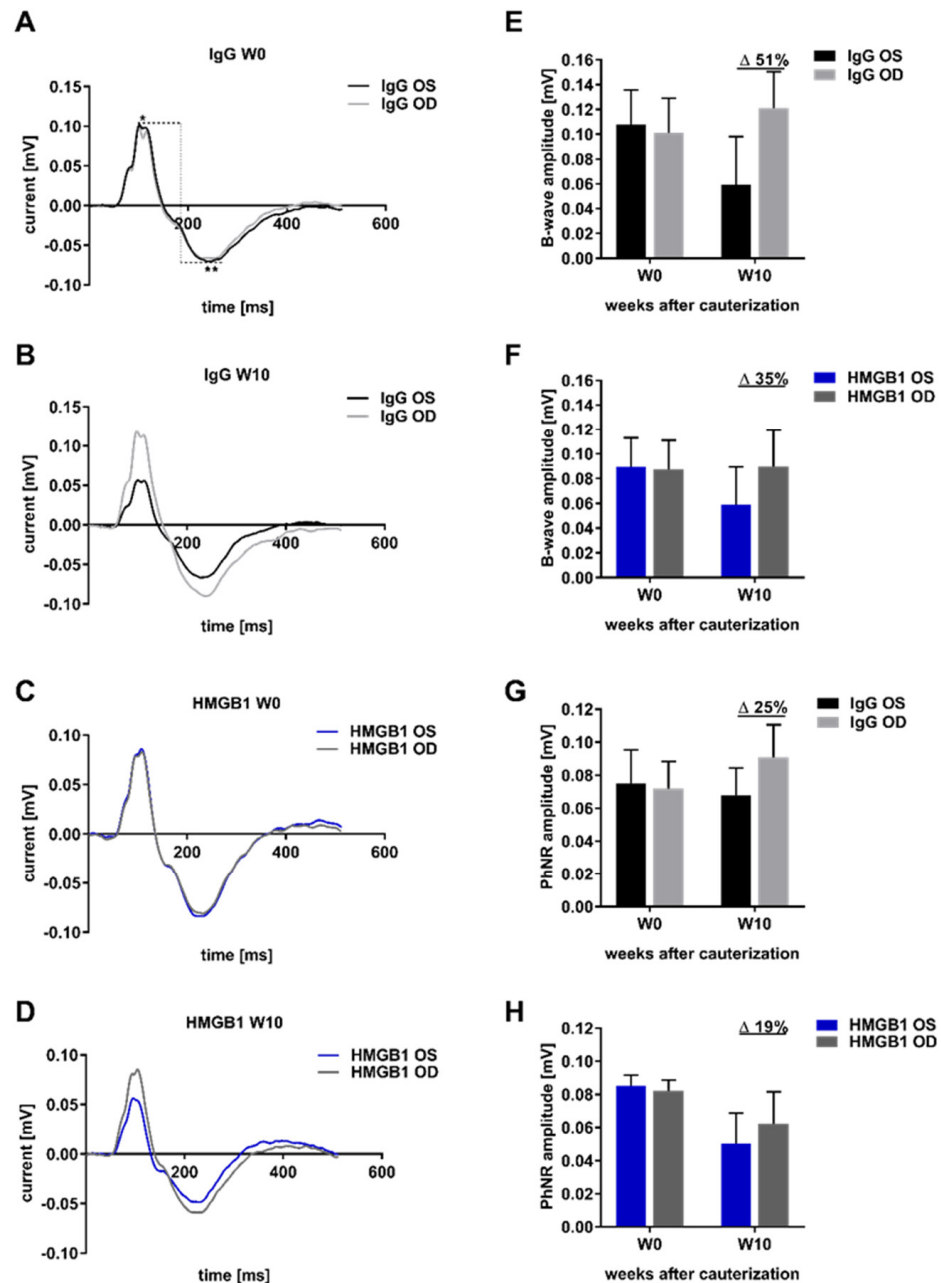 A
IgG W0
IgG OS
IgG OD
current [mV]
0.15
0.10
0.05
0.00
-0.05
-0.10
*
**
200
400
600
time [ms]
E
B-wave amplitude [mV]
0.16
0.14
0.12
0.10
0.08
0.06
0.04
0.02
0.00
Δ 51%
IgG OS
IgG OD
W0
W10
weeks after cauterization
B
IgG W10
IgG OS
IgG OD
current [mV]
0.15
0.10
0.05
0.00
-0.05
-0.10
200
400
600
time [ms]
F
B-wave amplitude [mV]
0.16
0.14
0.12
0.10
0.08
0.06
0.04
0.02
0.00
Δ 35%
HMGB1 OS
HMGB1 OD
W0
W10
weeks after cauterization
C
HMGB1 W0
HMGB1 OS
HMGB1 OD
current [mV]
0.10
0.05
0.00
-0.05
-0.10
200
400
600
time [ms]
G
PhNR amplitude [mV]
0.12
0.10
0.08
0.06
0.04
0.02
0.00
Δ 25%
IgG OS
IgG OD
W0
W10
weeks after cauterization
D
HMGB1 W10
HMGB1 OS
HMGB1 OD
current [mV]
0.10
0.05
0.00
-0.05
-0.10
200
400
600
time [ms]
H
PhNR amplitude [mV]
0.12
0.10
0.08
0.06
0.04
0.02
0.00
Δ 19%
HMGB1 OS
HMGB1 OD
W0
W10
weeks after cauterization